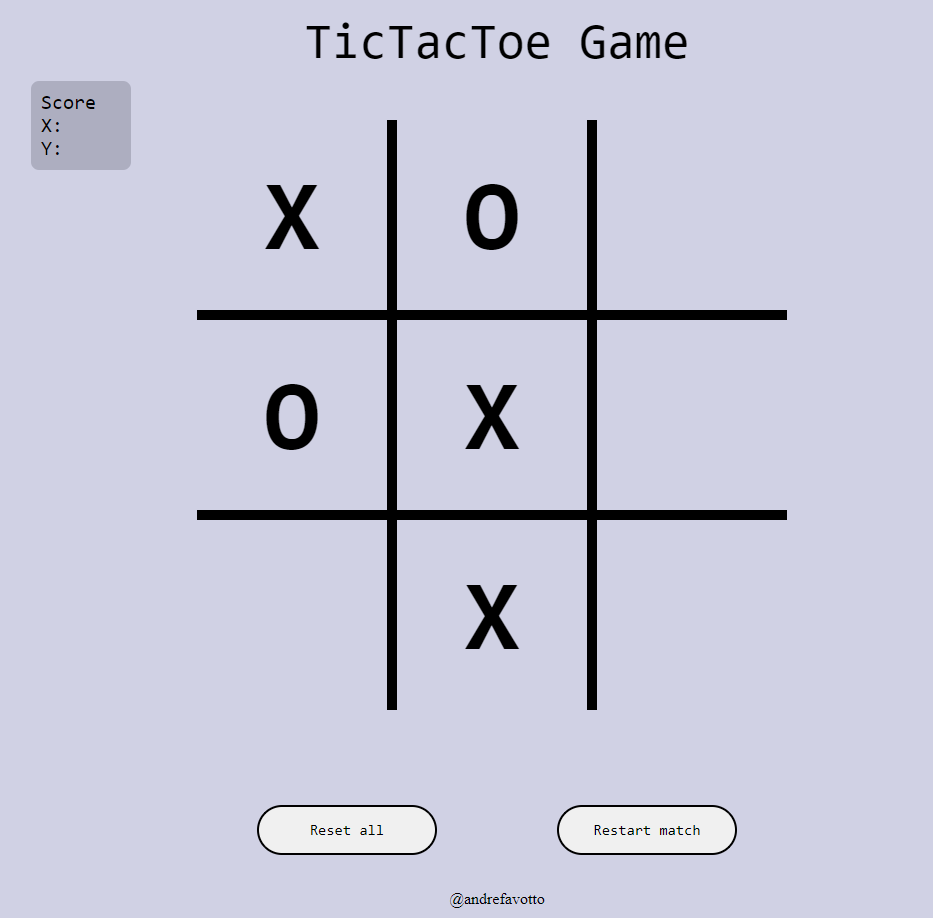 TicTacToe Game
Score
X:
Y:
X O
O X
X
Reset all
Restart match
@andrefavotto